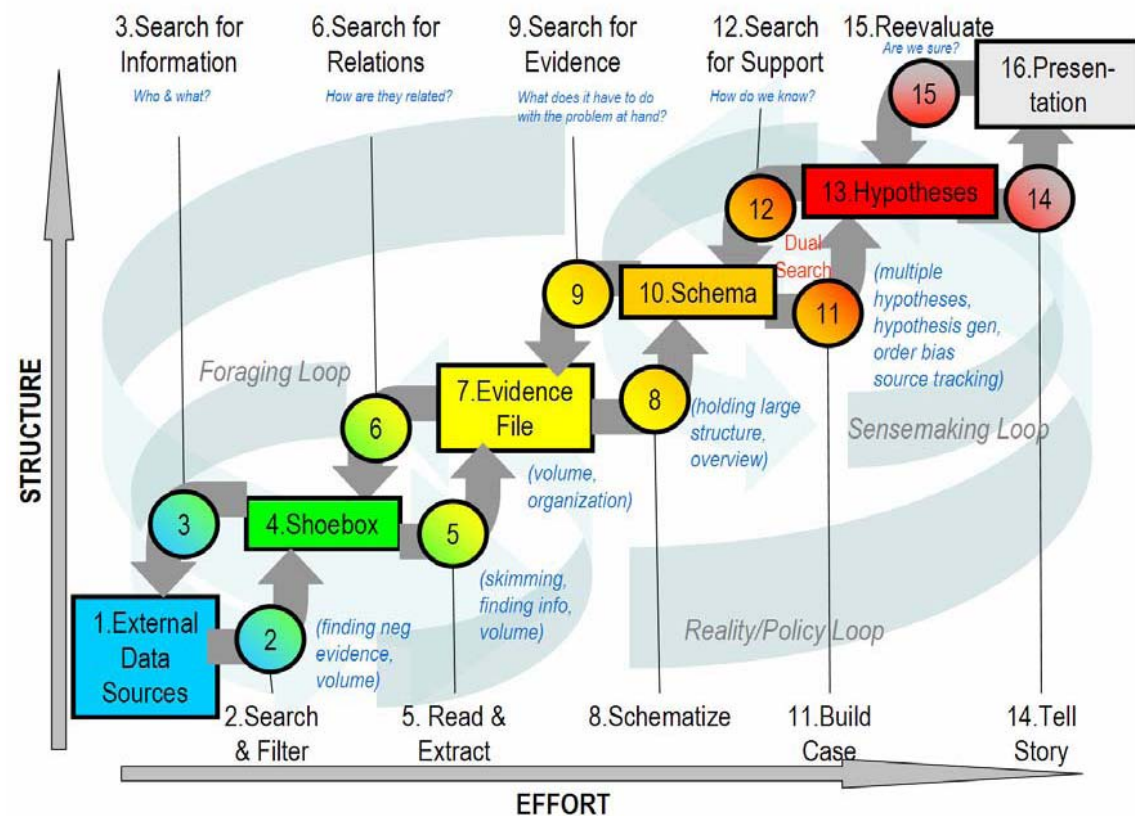 3.Search for
Information
Who & what?
6.Search for
Relations
How are they related?
9.Search for
Evidence
What does it have to do
with the problem at hand?
12.Search
for Support
How do we know?
15.Reevaluate
Are we sure?
16.Presen-
tation
15
13.Hypotheses
14
12
Dual
Search
10.Schema
9
11
(multiple
hypotheses,
hypothesis gen,
order bias
source tracking)
Foraging Loop
7.Evidence
File
8
6
(holding large
structure,
overview)
Sensemaking Loop
(volume,
organization)
4.Shoebox
3
5
(skimming,
finding info,
volume)
1.External
Data
Sources
2
(finding neg
evidence,
volume)
Reality/Policy Loop
2.Search
& Filter
5. Read &
Extract
8.Schematize
11.Build
Case
14.Tell
Story
STRUCTURE
EFFORT